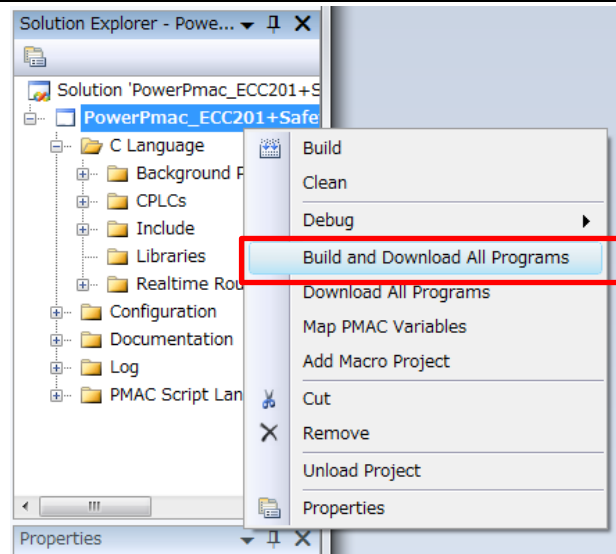 Solution Explorer - Powe...
Solution 'PowerPmac_ECC201+S
PowerPmac_ECC201+Safe
C Language
Background F
CPLCs
Include
Libraries
Realtime Rou
Configuration
Documentation
Log
PMAC Script Lan
Properties
Build
Clean
Debug
Build and Download All Programs
Download All Programs
Map PMAC Variables
Add Macro Project
Cut
Remove
Unload Project
Properties